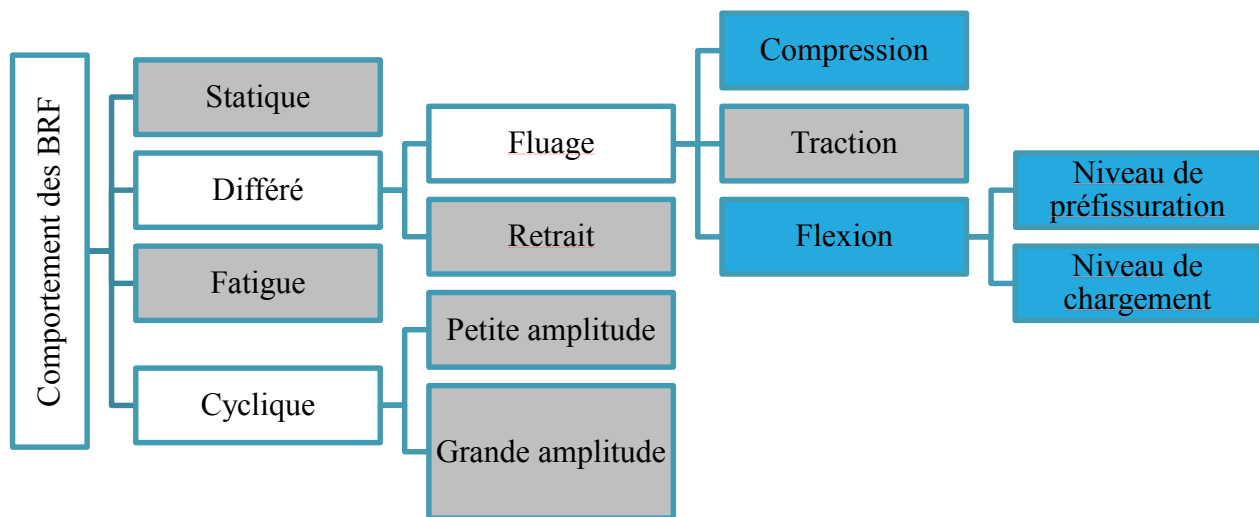 Comportement des BRF
Statique
Différé
Fatigue
Cyclique
Fluage
Retrait
Petite amplitude
Grande amplitude
Compression
Traction
Flexion
Niveau de
préfissuration
Niveau de
chargement